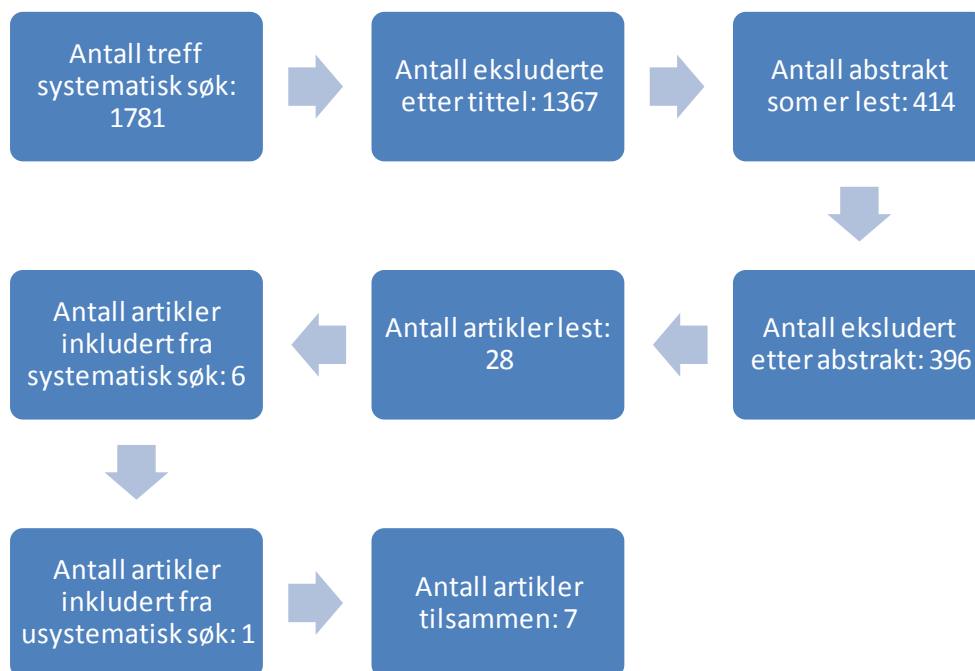 Antall treff
systematisk søk:
1781
Antall eksluderte
etter tittel: 1367
Antall abstrakt
som er lest: 414
Antall eksludert
etter abstrakt: 396
Antall artikler lest:
28
Antall artikler
inkludert fra
systematisk søk: 6
Antall artikler
inkludert fra
usystematisk søk: 1
Antall artikler
tilsammen: 7